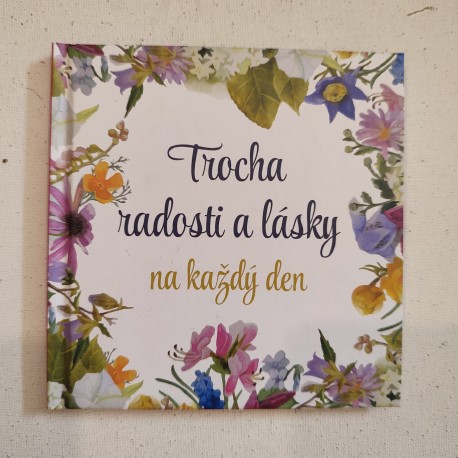 Trocha
radosti a lásky
na každý den